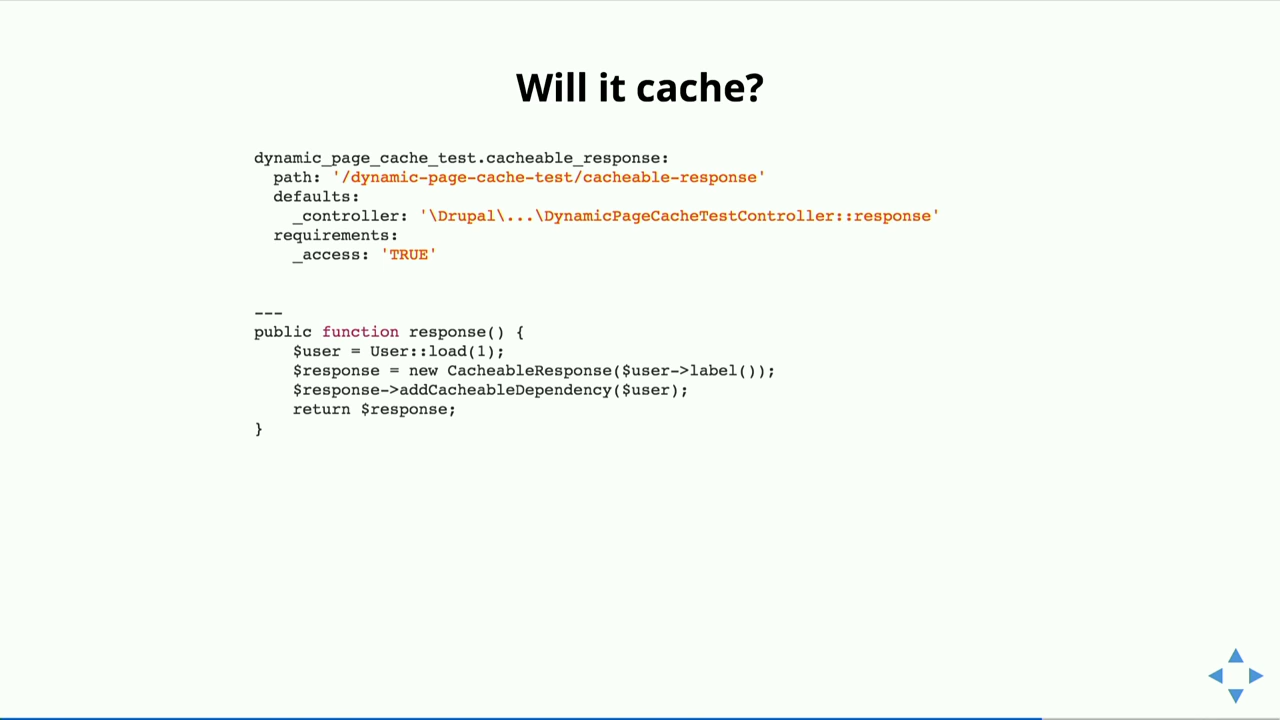 Will it cache?
dynamic_page_cache_test.cacheable_response:
  path: '/dynamic-page-cache-test/cacheable-response'
  defaults:
    _controller: '\Drupal\...\DynamicPageCacheTestController::response'
  requirements:
    _access: 'TRUE'
---
public function response() {
    $user = User::load(1);
    $response = new CacheableResponse($user->label());
    $response->addCacheableDependency($user);
    return $response;
}